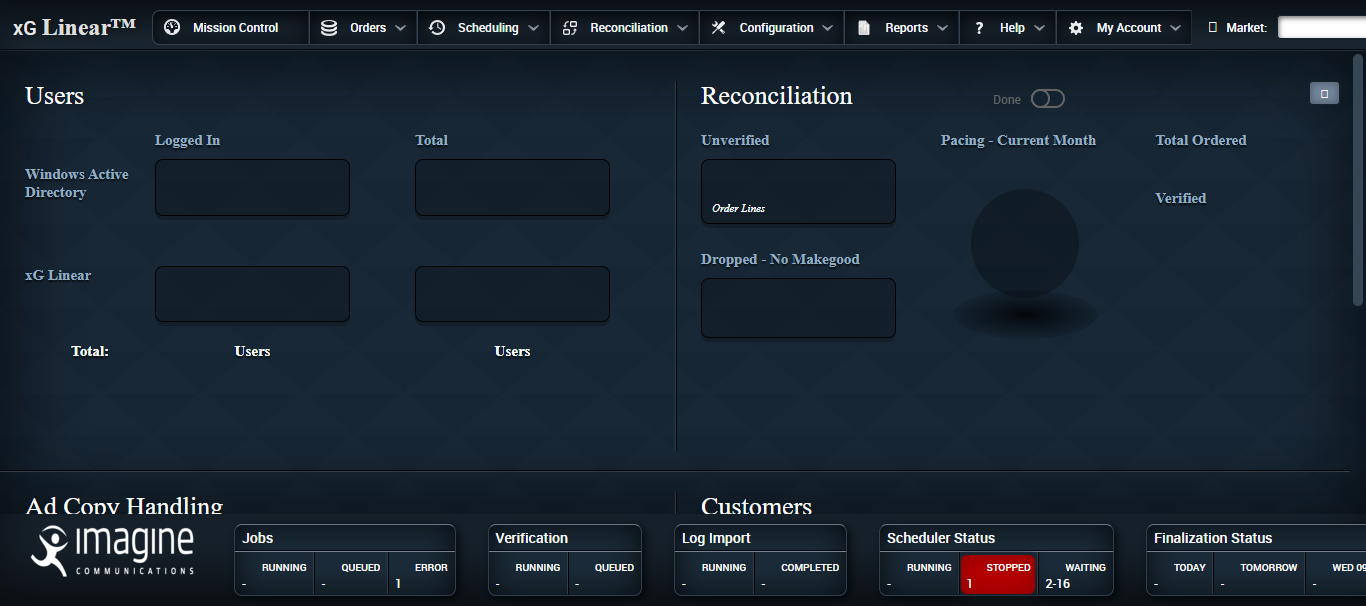 xG Linear™ Mission Control Orders Scheduling Reconciliation Configuration Reports ? Help My Account Market:
Users
Logged In Total
Windows Active
Directory
xG Linear
Total: Users Users
Reconciliation Done
Unverified Pacing - Current Month Total Ordered
Order Lines
Verified
Dropped - No Makegood
Ad Copy Handling Customers
imagine
COMMUNICATIONS
Jobs
RUNNING QUEUED ERROR
- - 1
Verification
RUNNING QUEUED
- -
Log Import
RUNNING COMPLETED
- -
Scheduler Status
RUNNING STOPPED WAITING
- 1 2-16
Finalization Status
TODAY TOMORROW WED 09
- - -